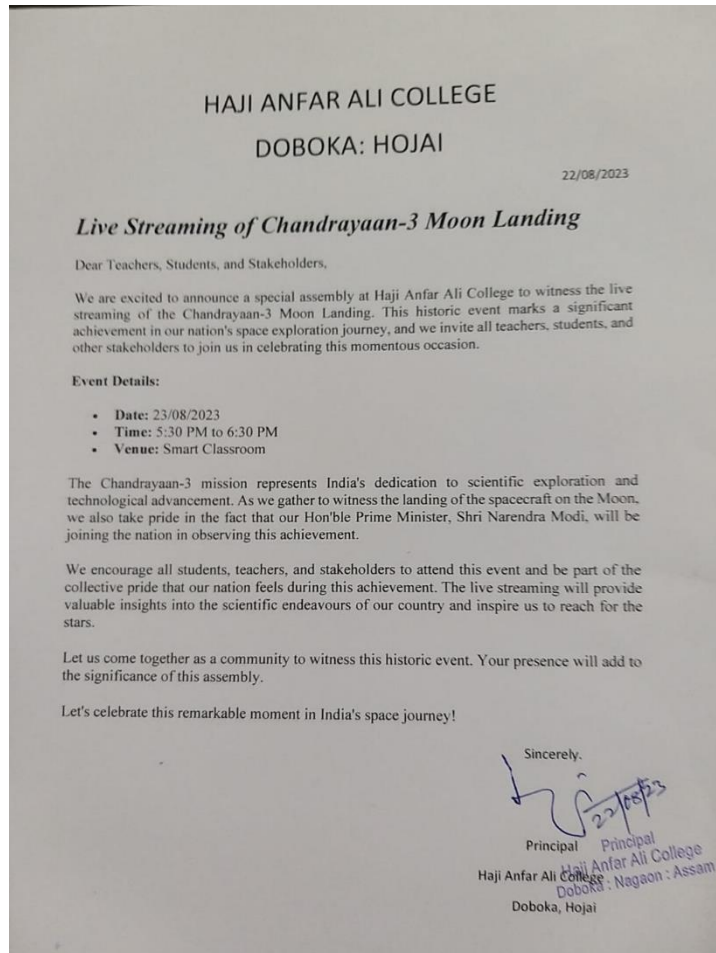 HAJI ANFAR ALI COLLEGE
DOBOKA: HOJAI
22/08/2023
Live Streaming of Chandrayaan-3 Moon Landing
Dear Teachers, Students, and Stakeholders,
We are excited to announce a special assembly at Haji Anfar Ali College to witness the live
streaming of the Chandrayaan-3 Moon Landing. This historic event marks a significant
achievement in our nation's space exploration journey, and we invite all teachers, students, and
other stakeholders to join us in celebrating this momentous occasion.
Event Details:
• Date: 23/08/2023
• Time: 5:30 PM to 6:30 PM
• Venue: Smart Classroom
The Chandrayaan-3 mission represents India's dedication to scientific exploration and
technological advancement. As we gather to witness the landing of the spacecraft on the Moon,
we also take pride in the fact that our Hon'ble Prime Minister, Shri Narendra Modi, will be
joining the nation in observing this achievement.
We encourage all students, teachers, and stakeholders to attend this event and be part of the
collective pride that our nation feels during this achievement. The live streaming will provide
valuable insights into the scientific endeavours of our country and inspire us to reach for the
stars.
Let us come together as a community to witness this historic event. Your presence will add to
the significance of this assembly.
Let's celebrate this remarkable moment in India's space journey!
Sincerely.
22/08/23
Principal
Haji Anfar Ali College
Doboka, Hojai
Principal
Haji Anfar Ali College
Doboka : Nagaon : Assam